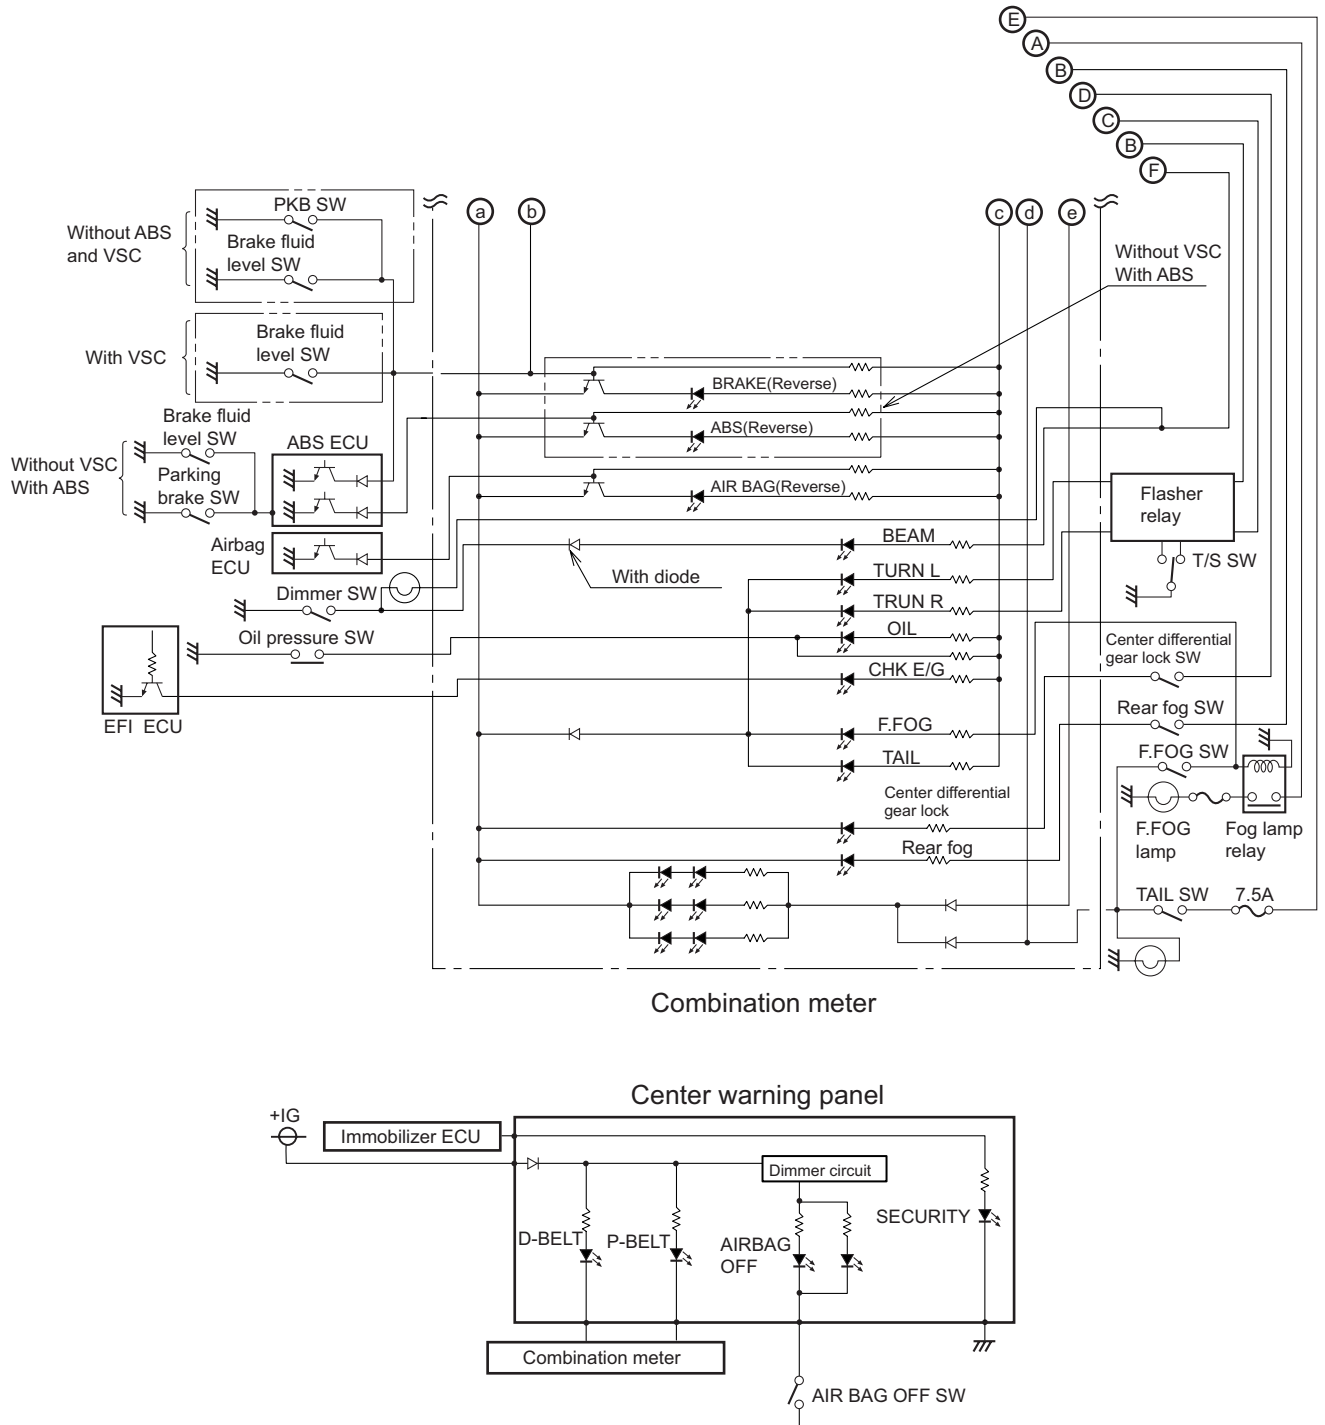 E
A
B
D
C
B
F
PKB SW
a
b
c
d
e
Without ABS
and VSC
Brake fluid
level SW
Without VSC
With ABS
With VSC
Brake fluid
level SW
BRAKE(Reverse)
Brake fluid
level SW
ABS ECU
ABS(Reverse)
Without VSC
With ABS
Parking
brake SW
AIR BAG(Reverse)
Flasher
relay
Airbag
ECU
BEAM
T/S SW
With diode
TURN L
Dimmer SW
TRUN R
Oil pressure SW
OIL
Center differential
gear lock SW
CHK E/G
EFI ECU
Rear fog SW
F.FOG
F.FOG SW
TAIL
Center differential
gear lock
F.FOG
lamp
Fog lamp
relay
Rear fog
TAIL SW
7.5A
Combination meter
Center warning panel
+IG
Immobilizer ECU
Dimmer circuit
D-BELT
P-BELT
AIRBAG
OFF
SECURITY
Combination meter
AIR BAG OFF SW